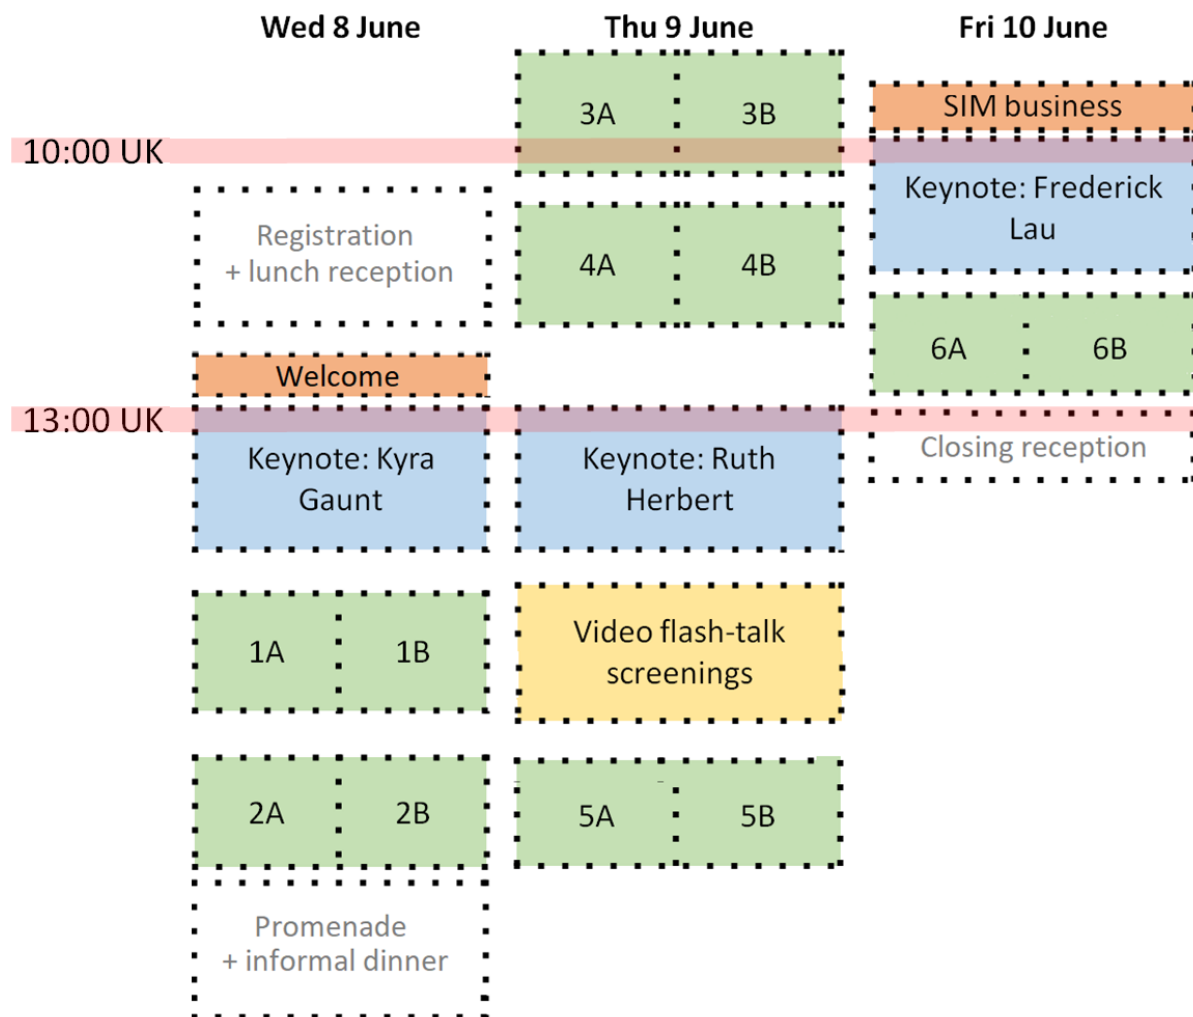 Wed 8 June
Thu 9 June
Fri 10 June
3A
3B
SIM business
10:00 UK
Keynote: Frederick
Lau
Registration
+ lunch reception
4A
4B
6A
6B
Welcome
13:00 UK
Closing reception
Keynote: Kyra
Gaunt
Keynote: Ruth
Herbert
1A
1B
Video flash-talk
screenings
2A
2B
5A
5B
Promenade
+ informal dinner